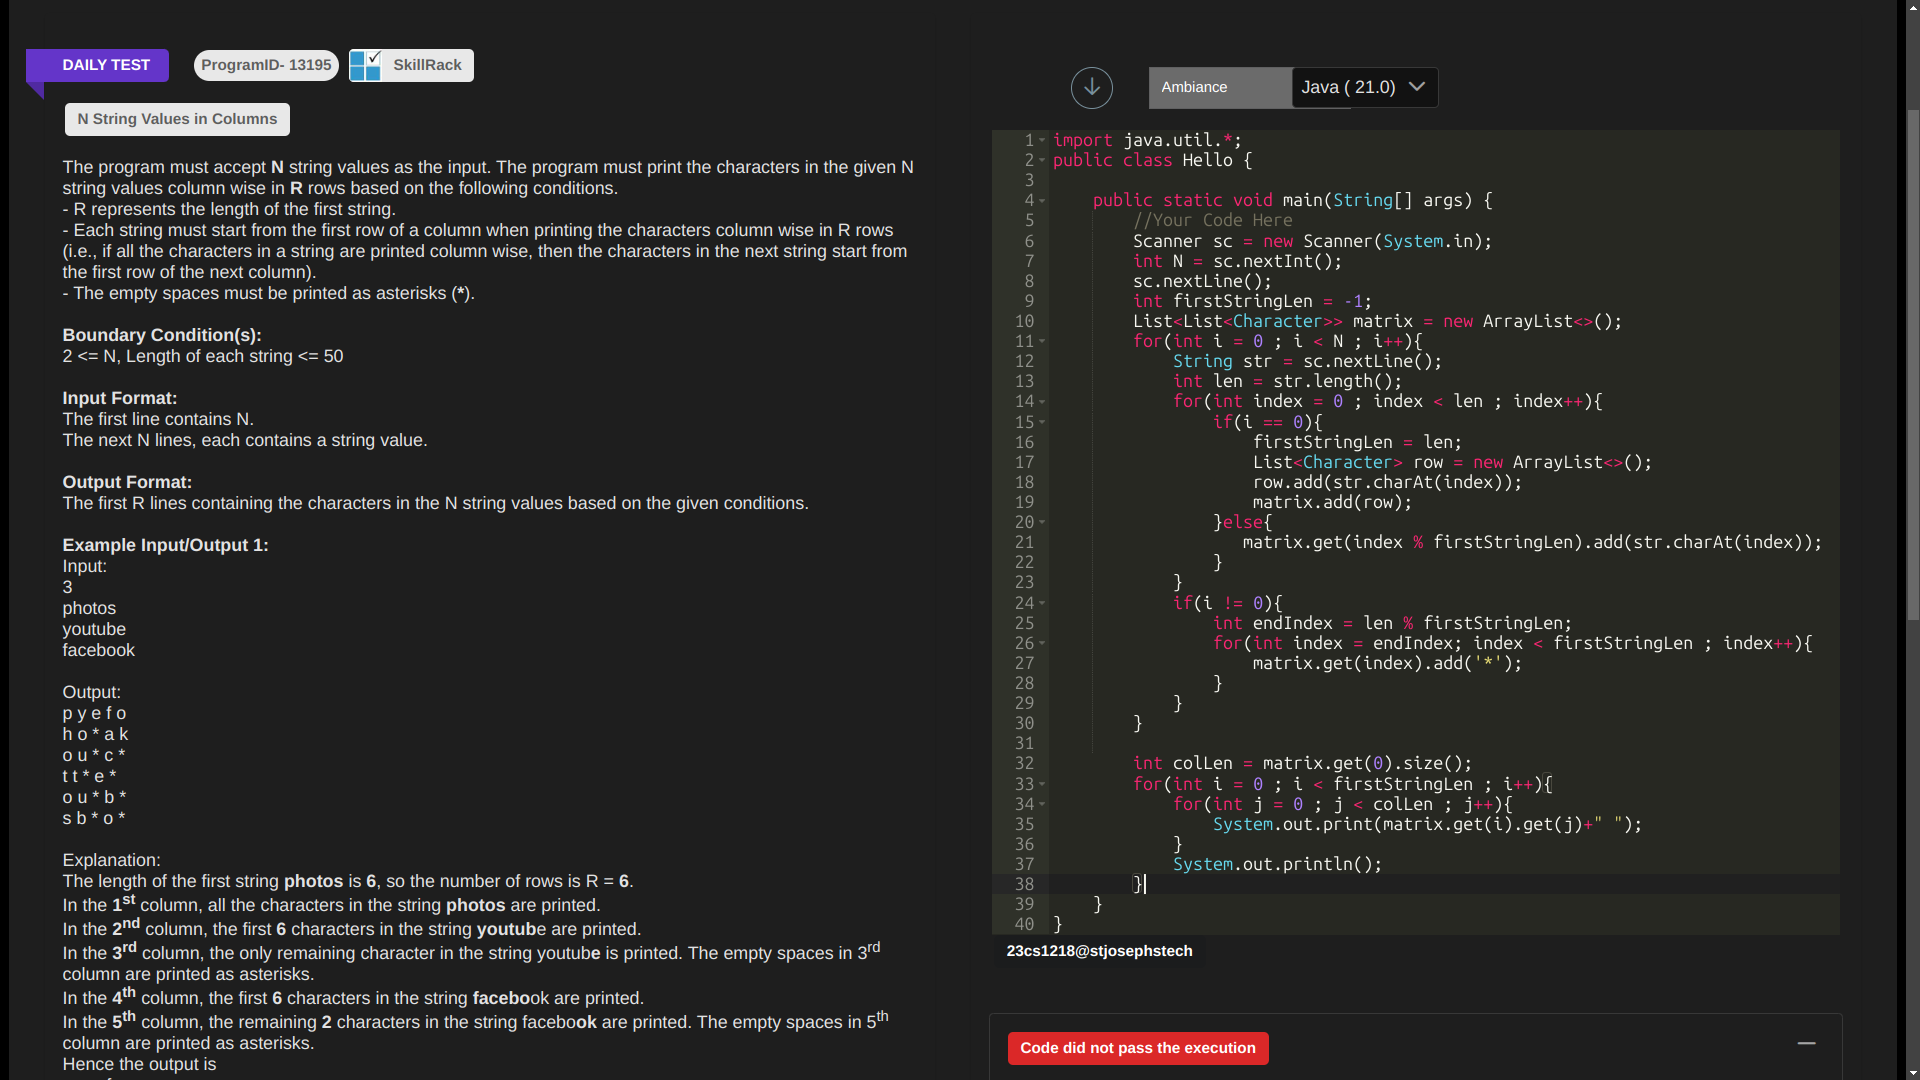 DAILY TEST
ProgramID- 13195
SkillRack
N String Values in Columns
The program must accept N string values as the input. The program must print the characters in the given N
string values column wise in R rows based on the following conditions.
- R represents the length of the first string.
- Each string must start from the first row of a column when printing the characters column wise in R rows
(i.e., if all the characters in a string are printed column wise, then the characters in the next string start from
the first row of the next column).
- The empty spaces must be printed as asterisks (*).
Boundary Condition(s):
2 <= N, Length of each string <= 50
Input Format:
The first line contains N.
The next N lines, each contains a string value.
Output Format:
The first R lines containing the characters in the N string values based on the given conditions.
Example Input/Output 1:
Input:
3
photos
youtube
facebook
Output:
p y e f o
h o * a k
o u * c *
t t * e *
o u * b *
s b * o *
Explanation:
The length of the first string photos is 6, so the number of rows is R = 6.
In the 1st column, all the characters in the string photos are printed.
In the 2nd column, the first 6 characters in the string youtube are printed.
In the 3rd column, the only remaining character in the string youtube is printed. The empty spaces in 3rd
column are printed as asterisks.
In the 4th column, the first 6 characters in the string facebook are printed.
In the 5th column, the remaining 2 characters in the string facebook are printed. The empty spaces in 5th
column are printed as asterisks.
Hence the output is
Ambiance
Java ( 21.0)
1 import java.util.*;
2 public class Hello {
3
4     public static void main(String[] args) {
5         //Your Code Here
6         Scanner sc = new Scanner(System.in);
7         int N = sc.nextInt();
8         sc.nextLine();
9         int firstStringLen = -1;
10         List<List<Character>> matrix = new ArrayList<>();
11         for(int i = 0 ; i < N ; i++){
12             String str = sc.nextLine();
13             int len = str.length();
14             for(int index = 0 ; index < len ; index++){
15                 if(i == 0){
16                     firstStringLen = len;
17                     List<Character> row = new ArrayList<>();
18                     row.add(str.charAt(index));
19                     matrix.add(row);
20                 }else{
21                    matrix.get(index % firstStringLen).add(str.charAt(index));
22                 }
23             }
24             if(i != 0){
25                 int endIndex = len % firstStringLen;
26                 for(int index = endIndex; index < firstStringLen ; index++){
27                     matrix.get(index).add('*');
28                 }
29             }
30         }
31
32         int colLen = matrix.get(0).size();
33         for(int i = 0 ; i < firstStringLen ; i++){
34             for(int j = 0 ; j < colLen ; j++){
35                 System.out.print(matrix.get(i).get(j)+" ");
36             }
37             System.out.println();
38         }
39     }
40 }
23cs1218@stjosephstech
Code did not pass the execution